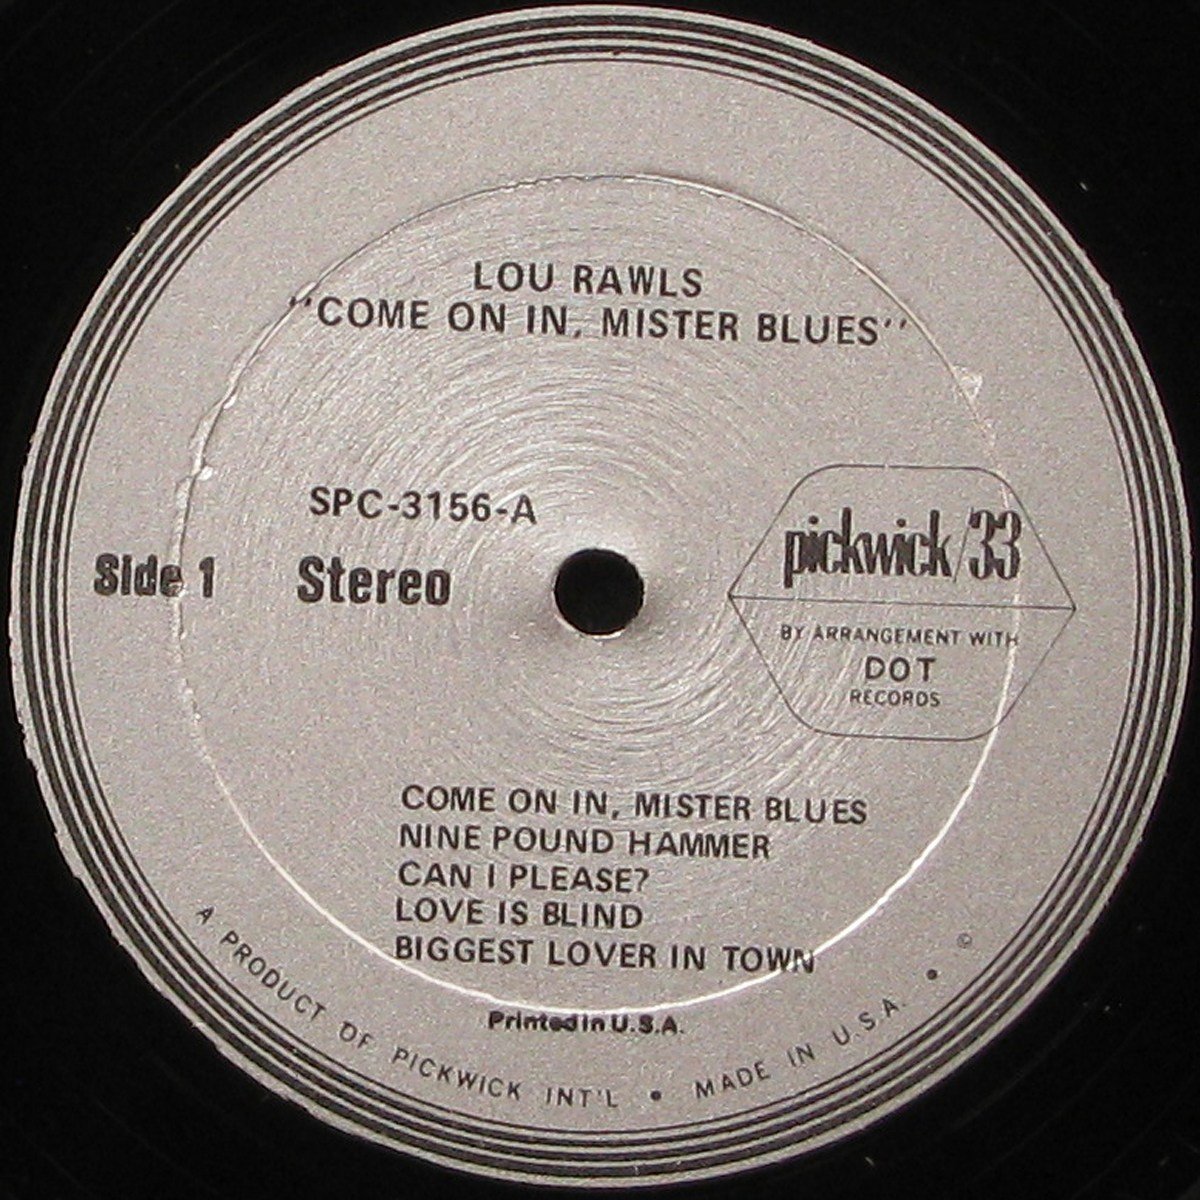 LOU RAWLS
"COME ON IN, MISTER BLUES"
SPC-3156-A
Side 1
Stereo
pickwick/33
BY ARRANGEMENT WITH
DOT
RECORDS
COME ON IN, MISTER BLUES
NINE POUND HAMMER
CAN I PLEASE?
LOVE IS BLIND
BIGGEST LOVER IN TOWN
Printed in U.S.A.
A PRODUCT OF PICKWICK INT'L • MADE IN U.S.A. • ©